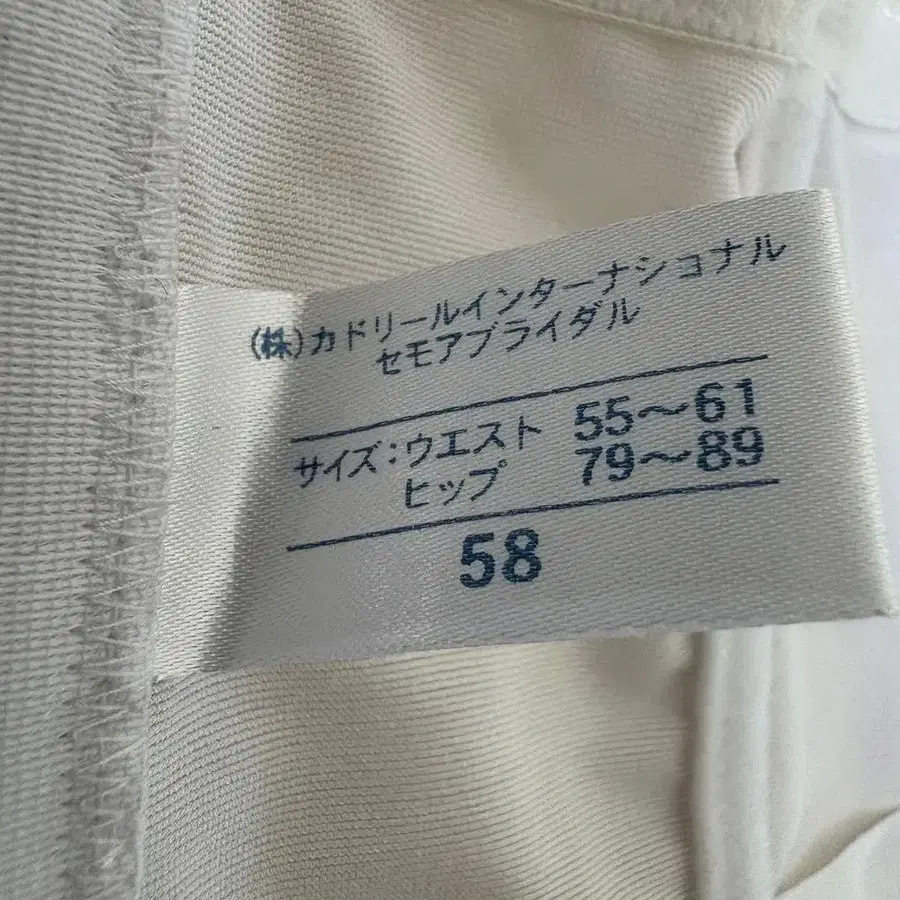 (株)カドリールインターナショナル
セモアブライダル
サイズ:ウエスト 55〜61
ヒップ 79〜89
58